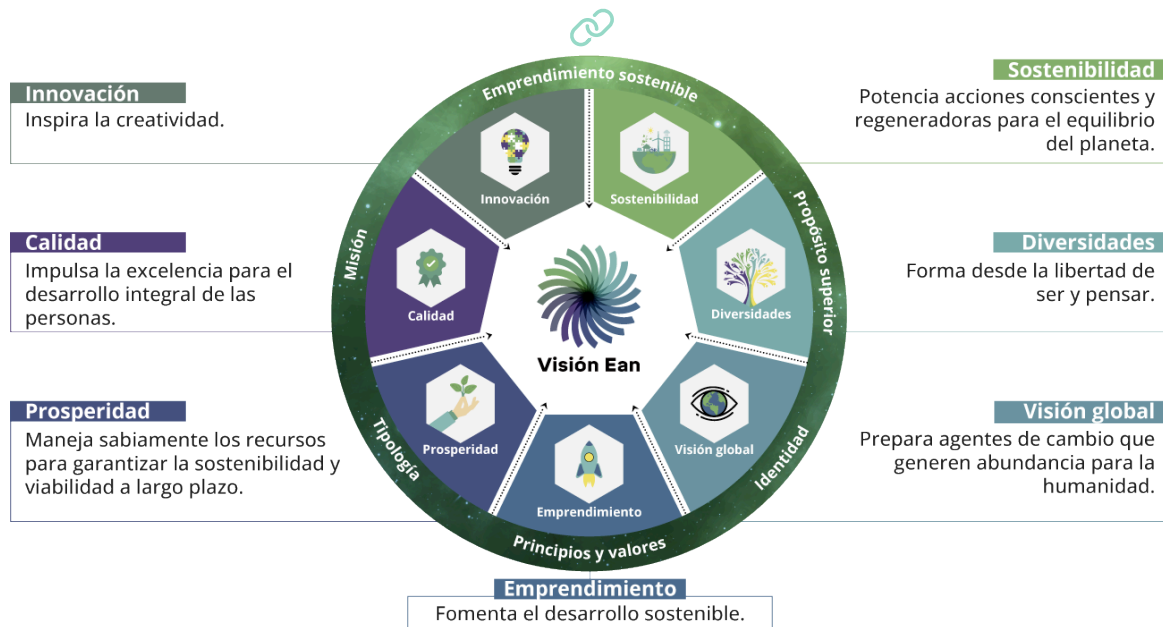 Innovación
Inspira la creatividad.
Calidad
Impulsa la excelencia para el
desarrollo integral de las
personas.
Prosperidad
Maneja sabiamente los recursos
para garantizar la sostenibilidad y
viabilidad a largo plazo.
Emprendimiento sostenible
Propósito superior
Identidad
Principios y valores
Tipología
Misión
Innovación
Sostenibilidad
Calidad
Diversidades
Visión Ean
Prosperidad
Visión global
Emprendimiento
Sostenibilidad
Potencia acciones conscientes y
regeneradoras para el equilibrio
del planeta.
Diversidades
Forma desde la libertad de
ser y pensar.
Visión global
Prepara agentes de cambio que
generen abundancia para la
humanidad.
Emprendimiento
Fomenta el desarrollo sostenible.